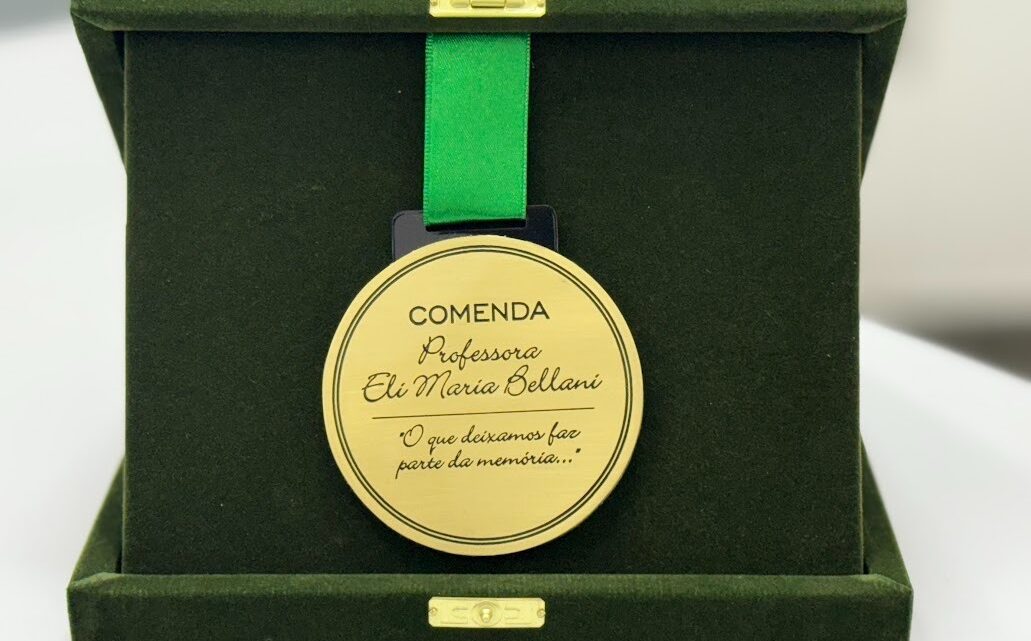 COMENDA
Professora
Eli Maria Bellani
"O que deixamos faz
parte da memória..."